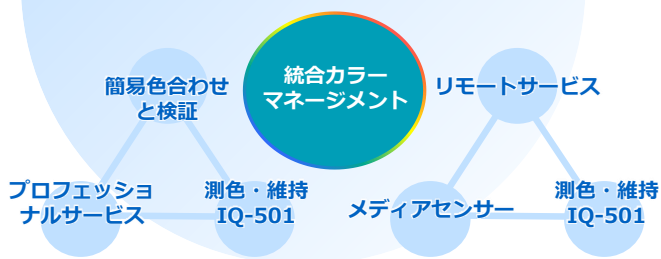 統合カラー
マネージメント
簡易色合わせ
と検証
リモートサービス
プロフェッショ
ナルサービス
測色・維持
IQ-501
メディアセンサー
測色・維持
IQ-501